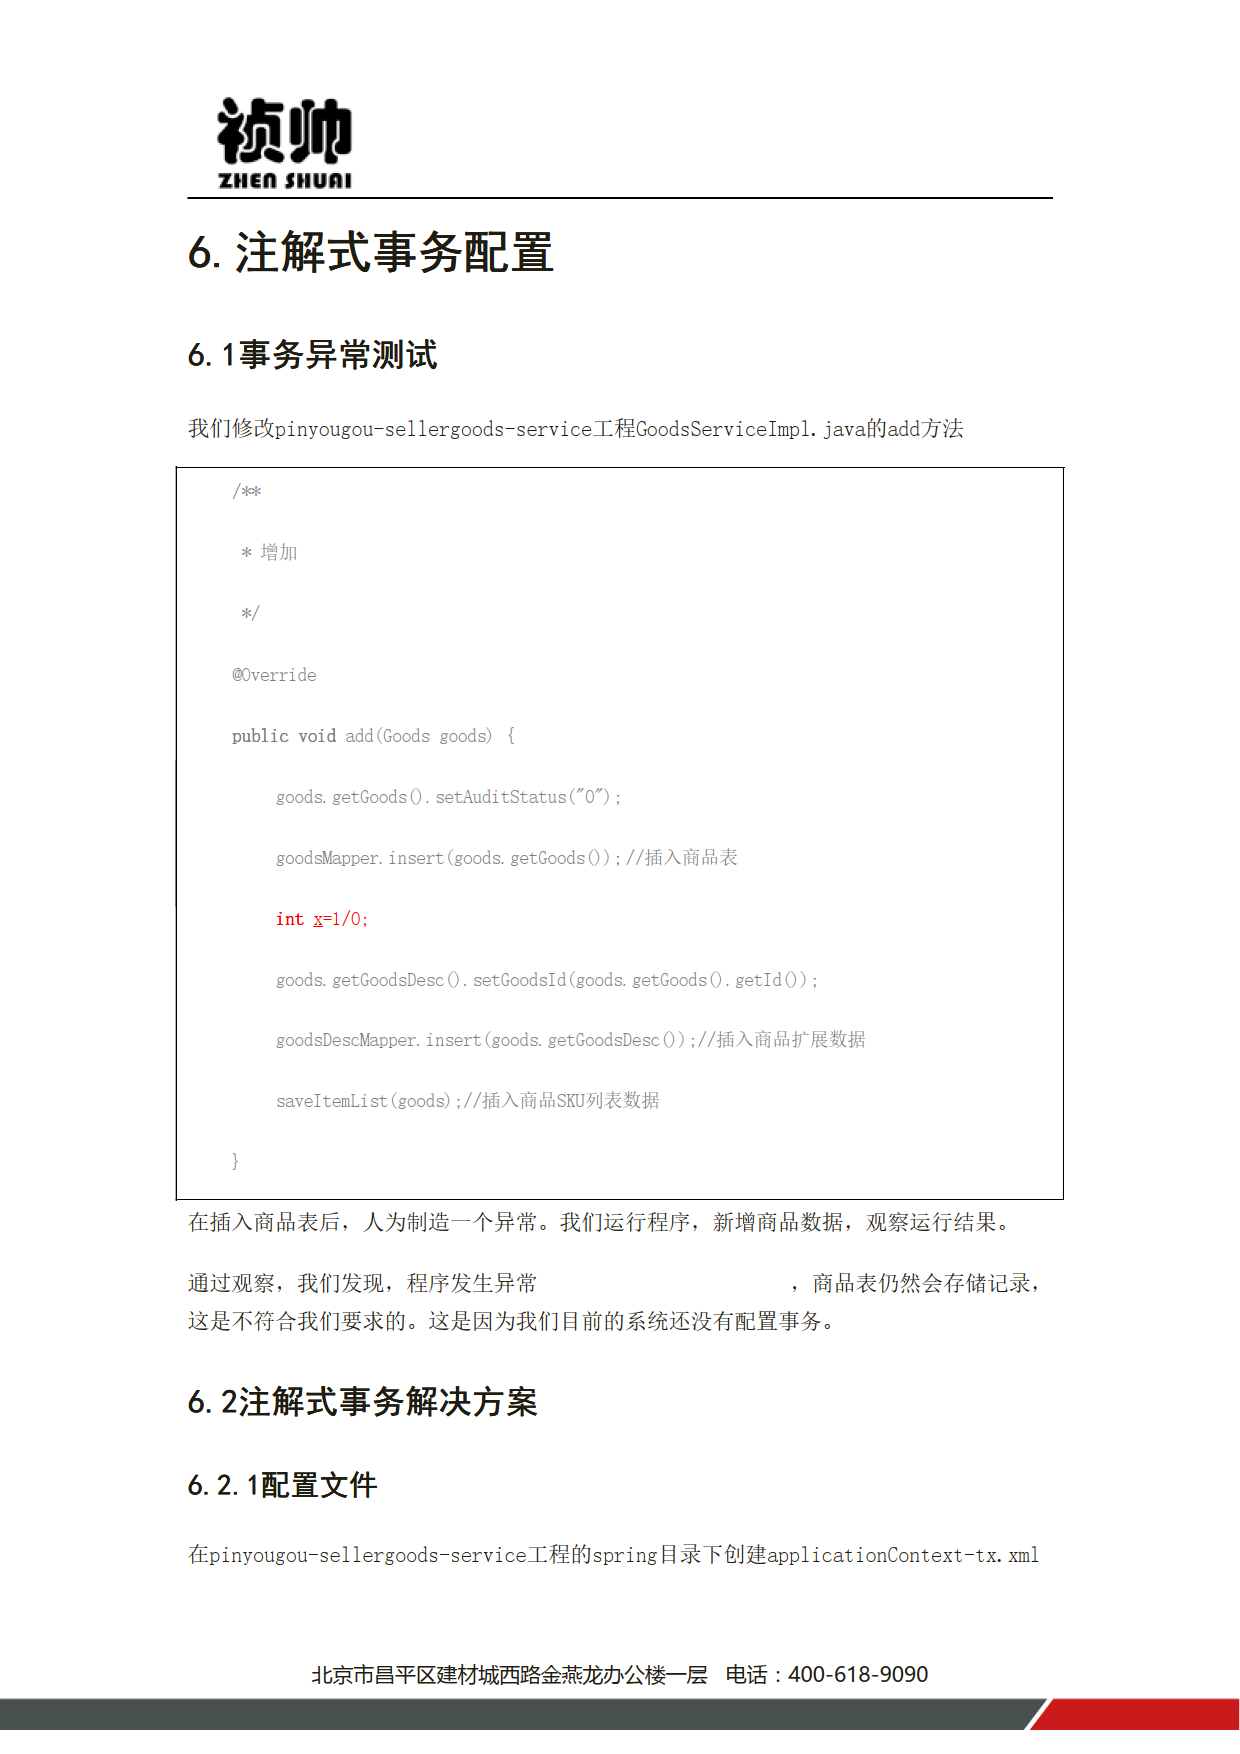 祯帅
ZHEN SHUAI
6.注解式事务配置
6.1事务异常测试
我们修改pinyougou-sellergoods-service工程GoodsServiceImpl.java的add方法
/**
* 增加
*/
@Override
public void add(Goods goods) {
goods.getGoods().setAuditStatus("0");
goodsMapper.insert(goods.getGoods());//插入商品表
int x=1/0;
goods.getGoodsDesc().setGoodsId(goods.getGoods().getId());
goodsDescMapper.insert(goods.getGoodsDesc());//插入商品扩展数据
saveItemList(goods);//插入商品SKU列表数据
}
在插入商品表后，人为制造一个异常。我们运行程序，新增商品数据，观察运行结果。
通过观察，我们发现，程序发生异常 ，商品表仍然会存储记录，
这是不符合我们要求的。这是因为我们目前的系统还没有配置事务。
6.2注解式事务解决方案
6.2.1配置文件
在pinyougou-sellergoods-service工程的spring目录下创建applicationContext-tx.xml
北京市昌平区建材城西路金燕龙办公楼一层 电话：400-618-9090